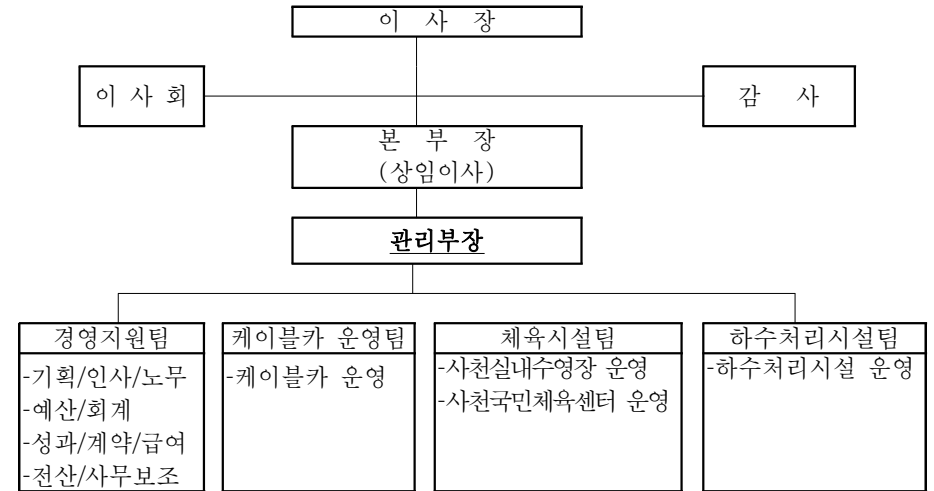 이 사 장
이 사 회
감 사
본 부 장
(상임이사)
관리부장
경영지원팀
-기획/인사/노무
-예산/회계
-성과/계약/급여
-전산/사무보조
케이블카 운영팀
-케이블카 운영
체육시설팀
-사천실내수영장 운영
-사천국민체육센터 운영
하수처리시설팀
-하수처리시설 운영